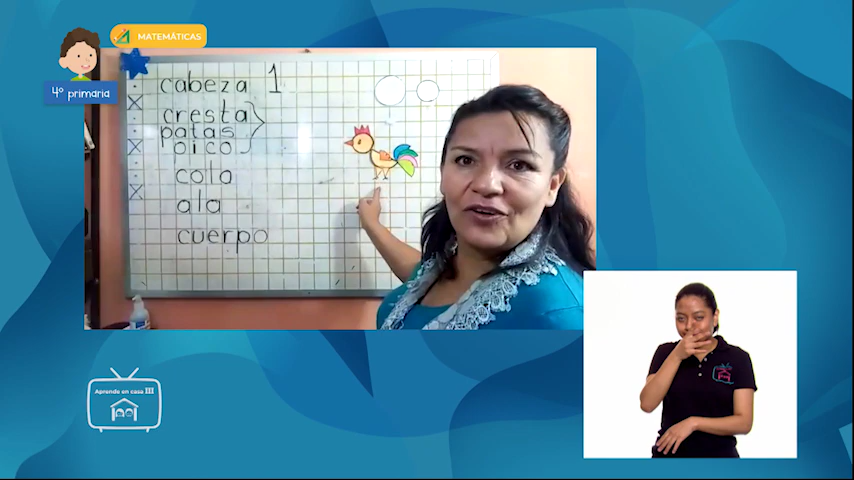 MATEMÁTICAS
4º primaria
cabeza 1
cresta
patas
pico
cola
ala
cuerpo
Aprende en casa III